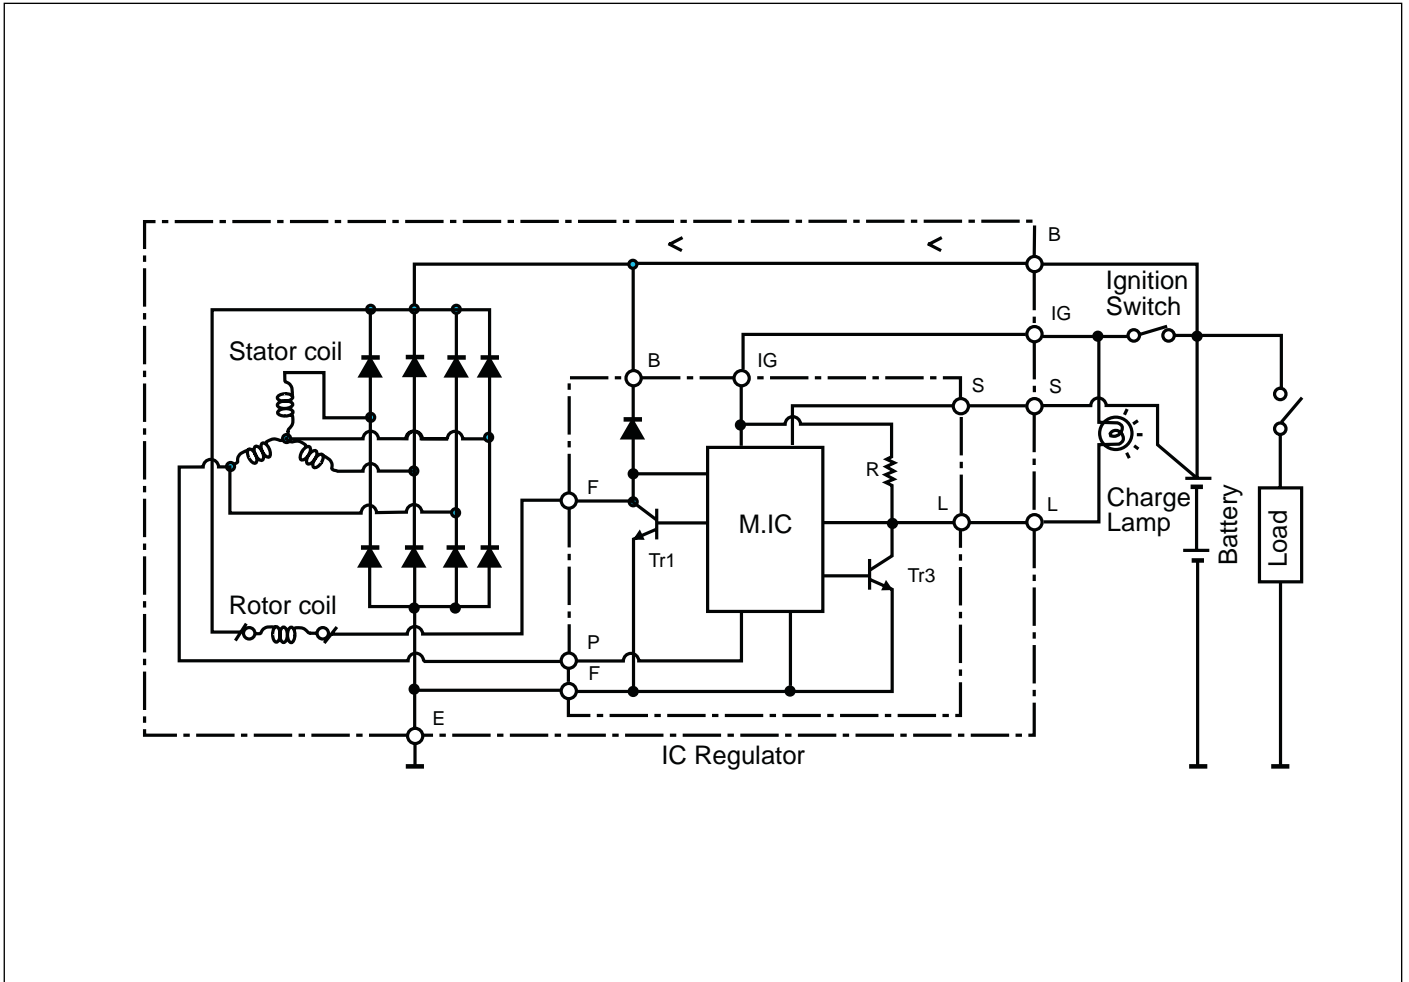 B
Ignition
Switch
IG
Stator coil
B
IG
S
S
R
F
L
L
Charge
Lamp
Battery
Load
M.IC
Tr1
Tr3
Rotor coil
P
F
E
IC Regulator